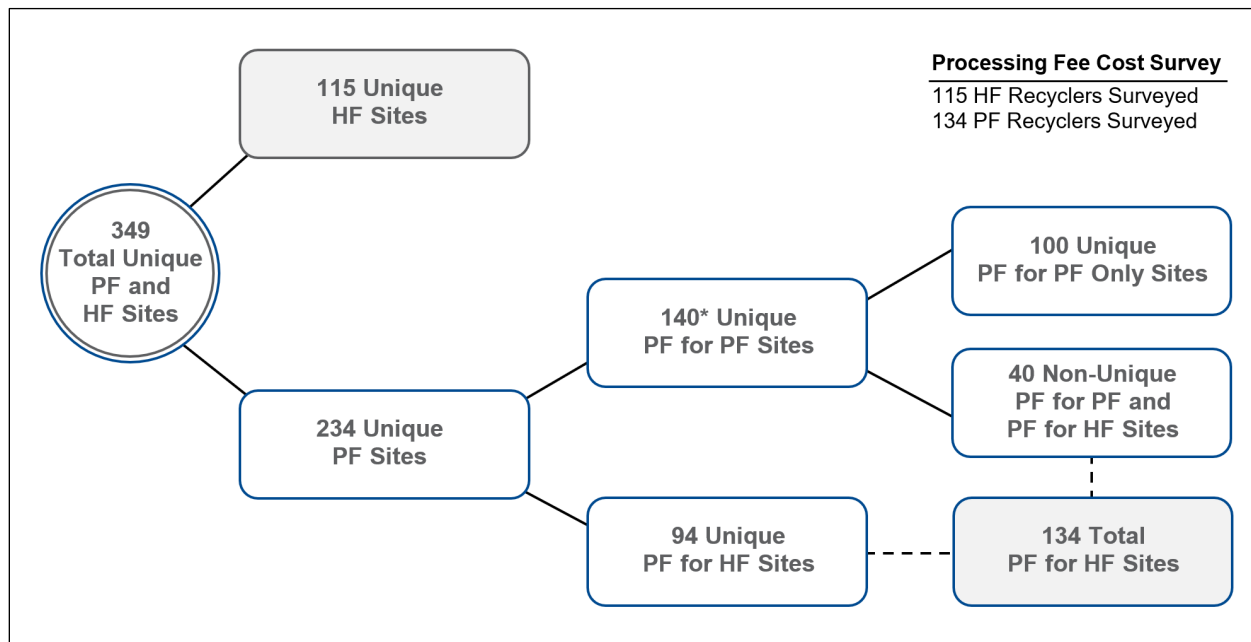 115 Unique
HF Sites
Processing Fee Cost Survey
115 HF Recyclers Surveyed
134 PF Recyclers Surveyed
349
Total Unique
PF and
HF Sites
100 Unique
PF for PF Only Sites
140* Unique
PF for PF Sites
40 Non-Unique
PF for PF and
PF for HF Sites
234 Unique
PF Sites
94 Unique
PF for HF Sites
134 Total
PF for HF Sites